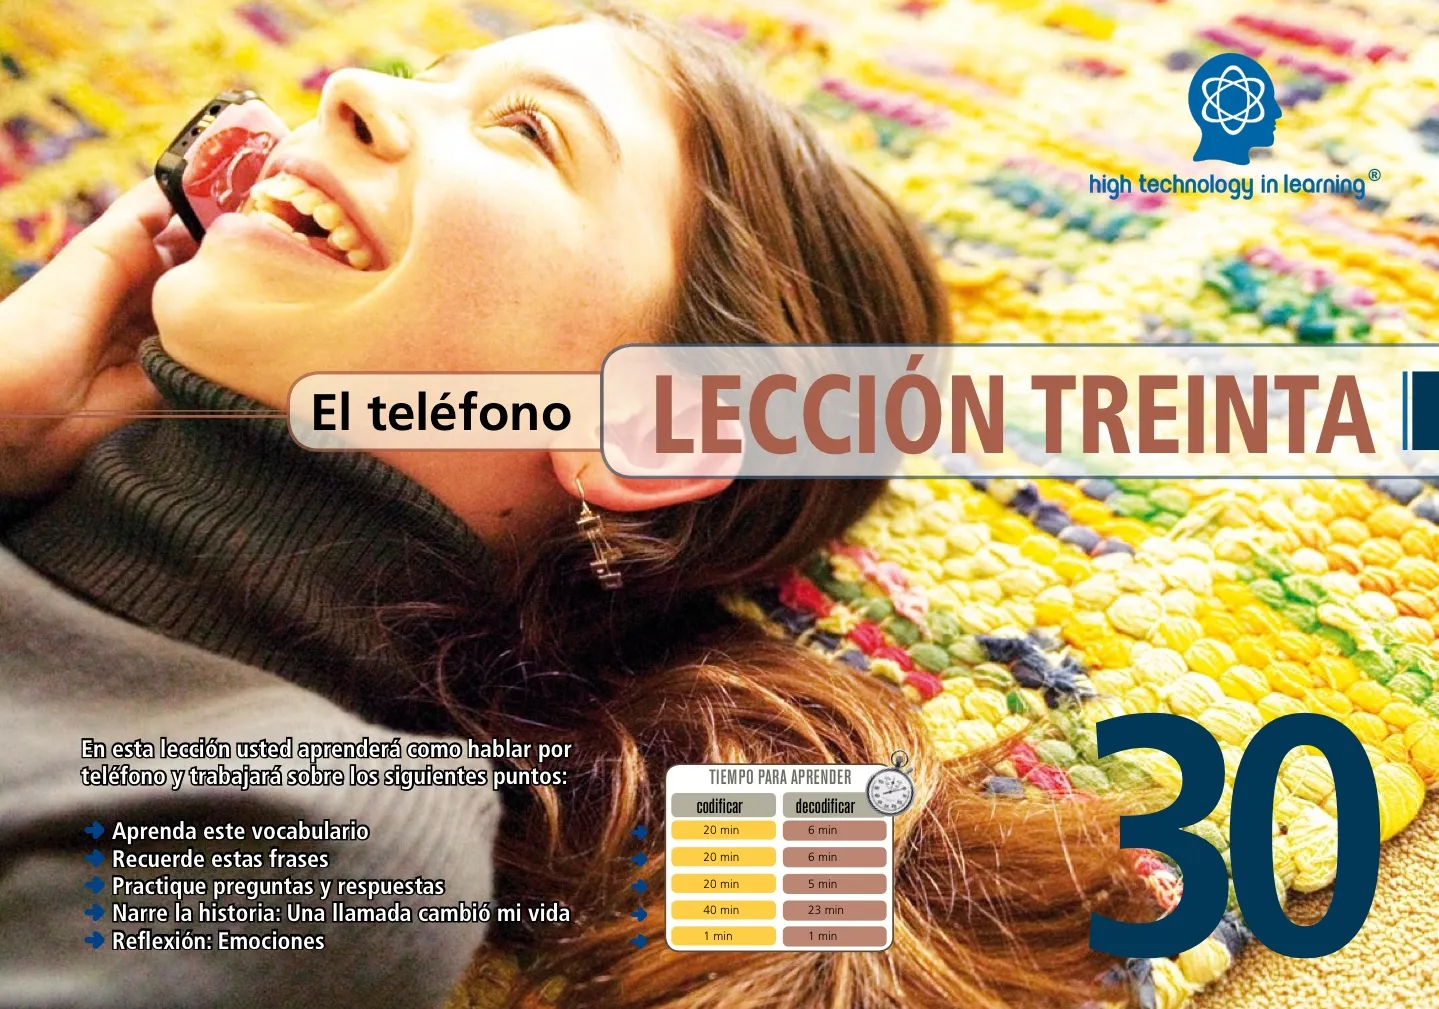 high technology in learning®
El teléfono
LECCIÓN TREINTA
En esta lección usted aprenderá como hablar por
teléfono y trabajará sobre los siguientes puntos:
Aprenda este vocabulario
Recuerde estas frases
Practique preguntas y respuestas
Narre la historia: Una llamada cambió mi vida
Reflexión: Emociones
TIEMPO PARA APRENDER
codificar decodificar
20 min 6 min
20 min 6 min
20 min 5 min
40 min 23 min
1 min 1 min
30